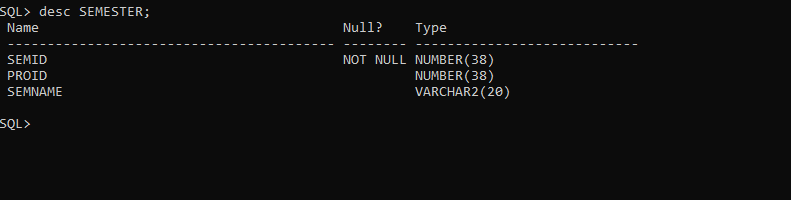 SQL> desc SEMESTER;
 Name                                      Null?    Type
 ----------------------------------------- -------- ----------------------------
 SEMID                                     NOT NULL NUMBER(38)
 PROID                                              NUMBER(38)
 SEMNAME                                            VARCHAR2(20)
SQL>